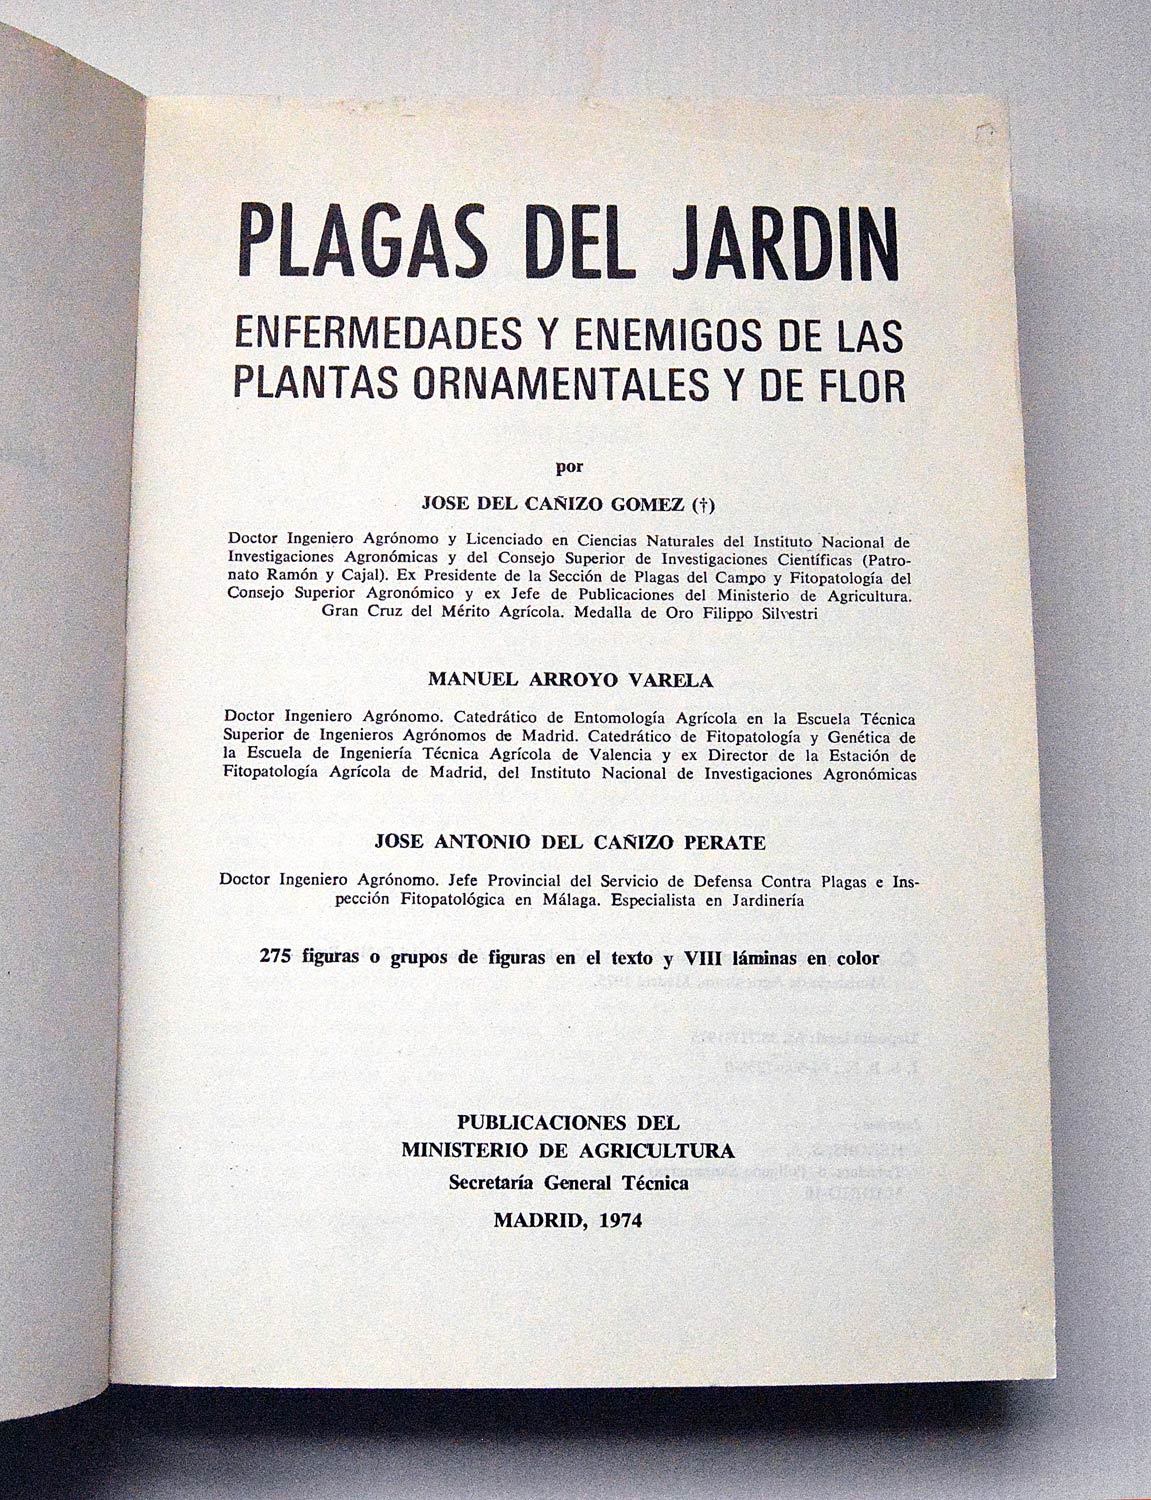 PLAGAS DEL JARDIN
ENFERMEDADES Y ENEMIGOS DE LAS
PLANTAS ORNAMENTALES Y DE FLOR
por
JOSE DEL CAÑIZO GOMEZ (†)
Doctor Ingeniero Agrónomo y Licenciado en Ciencias Naturales del Instituto Nacional de
Investigaciones Agronómicas y del Consejo Superior de Investigaciones Científicas (Patro-
nato Ramón y Cajal). Ex Presidente de la Sección de Plagas del Campo y Fitopatología del
Consejo Superior Agronómico y ex Jefe de Publicaciones del Ministerio de Agricultura.
Gran Cruz del Mérito Agrícola. Medalla de Oro Filippo Silvestri
MANUEL ARROYO VARELA
Doctor Ingeniero Agrónomo. Catedrático de Entomología Agrícola en la Escuela Técnica
Superior de Ingenieros Agrónomos de Madrid. Catedrático de Fitopatología y Genética de
la Escuela de Ingeniería Técnica Agrícola de Valencia y ex Director de la Estación de
Fitopatología Agrícola de Madrid, del Instituto Nacional de Investigaciones Agronómicas
JOSE ANTONIO DEL CAÑIZO PERATE
Doctor Ingeniero Agrónomo. Jefe Provincial del Servicio de Defensa Contra Plagas e Ins-
pección Fitopatológica en Málaga. Especialista en Jardinería
275 figuras o grupos de figuras en el texto y VIII láminas en color
PUBLICACIONES DEL
MINISTERIO DE AGRICULTURA
Secretaría General Técnica
MADRID, 1974